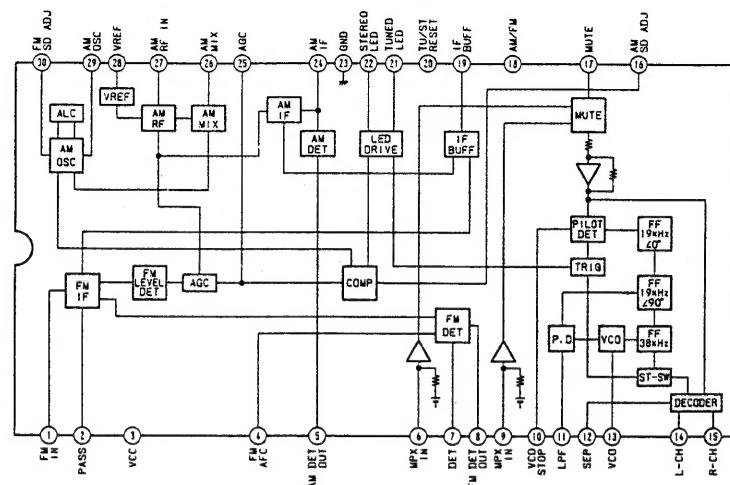 FM SD ADJ
AM OSC
VREF
AM RF IN
AM MIX
AGC
AM IF
GND
STEREO LED
TUNED LED
TU/ST RESET
IF BUFF
AM/FM
MUTE
AM SD ADJ
30
29
28
27
26
25
24
23
22
21
20
19
18
17
16
VREF
ALC
AM OSC
AM RF
AM MIX
AM IF
AM DET
LED DRIVE
IF BUFF
MUTE
PILOT DET
FF 19kHz ∠0°
TRIG
FM IF
FM LEVEL DET
AGC
COMP
FF 19kHz ∠90°
FM DET
P.D
VCO
FF 38kHz
ST-SW
DECODER
1
2
3
4
5
6
7
8
9
10
11
12
13
14
15
FM IN
PASS
VCC
FM AFC
AM DET OUT
MPX IN
DET
FM DET OUT
MPX IN
VCO STOP
LPF
SEP
VCO
L-CH
R-CH